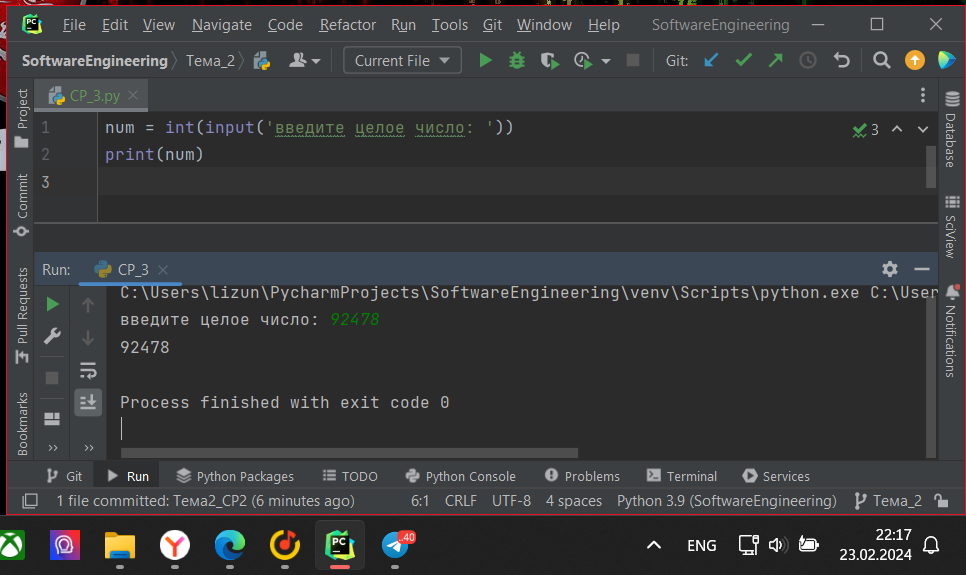 File Edit View Navigate Code Refactor Run Tools Git Window Help SoftwareEngineering
SoftwareEngineering Тема_2 Current File Git:
CP_3.py
1 num = int(input('введите целое число: ')) 3
2 print(num)
3
Project
Commit
Pull Requests
Bookmarks
Database
SciView
Notifications
Run: CP_3
C:\Users\lizun\PycharmProjects\SoftwareEngineering\venv\Scripts\python.exe C:\User
введите целое число: 92478
92478
Process finished with exit code 0
Git Run Python Packages TODO Python Console Problems Terminal Services
1 file committed: Тема2_CP2 (6 minutes ago) 6:1 CRLF UTF-8 4 spaces Python 3.9 (SoftwareEngineering) Тема_2
PC 40 ENG 22:17
23.02.2024